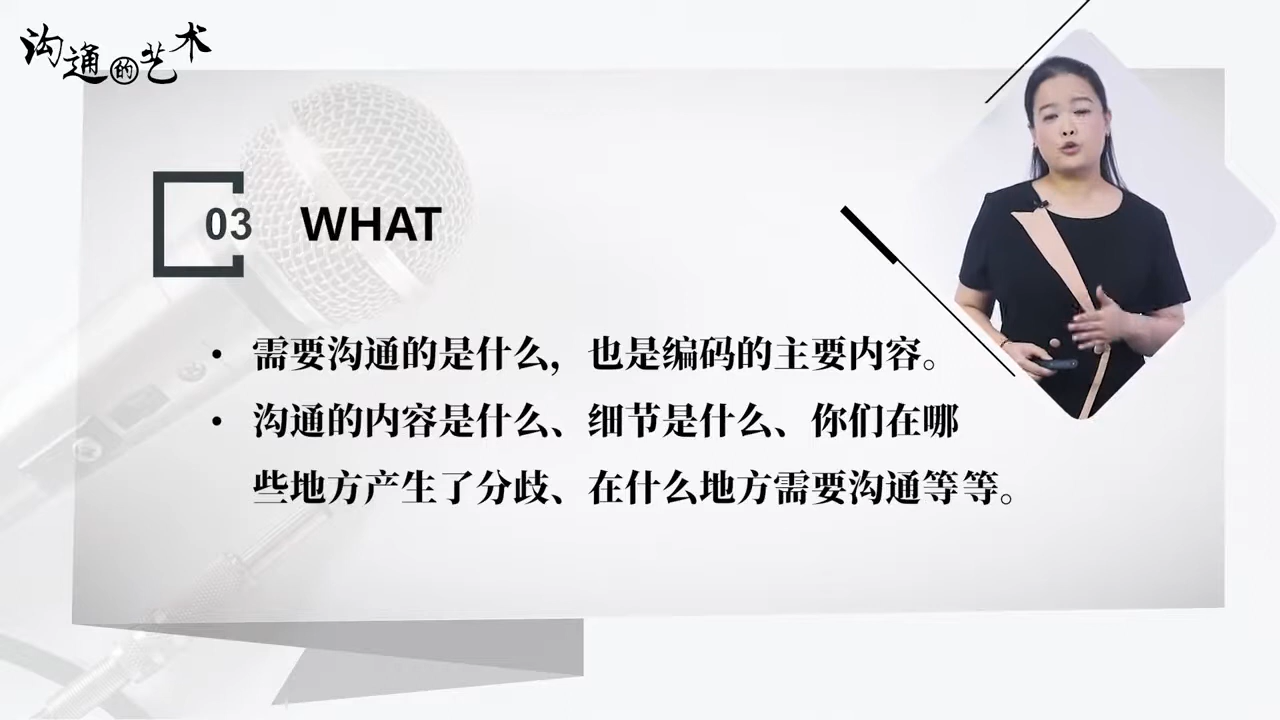 沟通的艺术
03 WHAT
• 需要沟通的是什么，也是编码的主要内容。
• 沟通的内容是什么、细节是什么、你们在哪
些地方产生了分歧、在什么地方需要沟通等等。